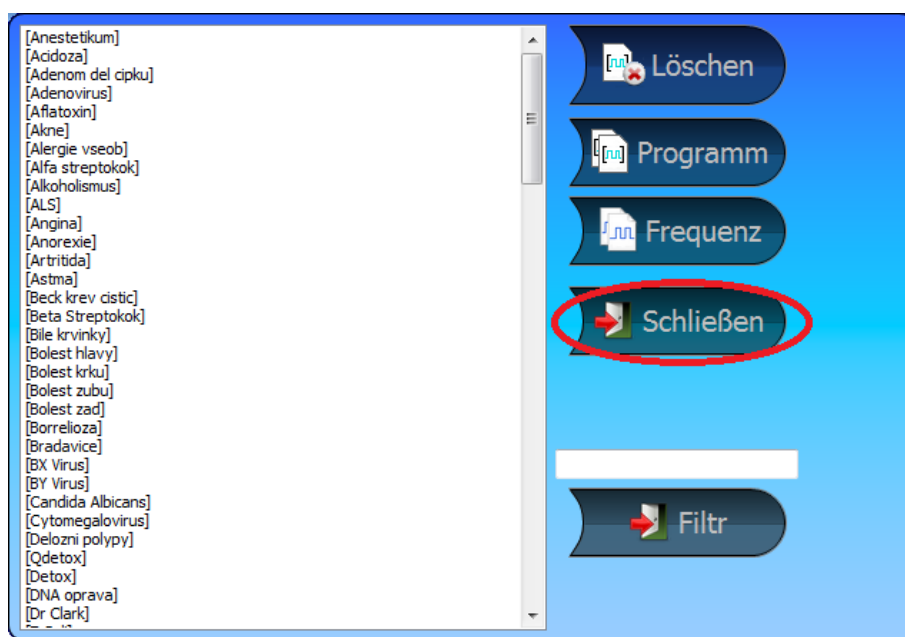 [Anestetikum]
[Acidoza]
[Adenom del cipku]
[Adenovirus]
[Aflatoxin]
[Akne]
[Alergie vseob]
[Alfa streptokok]
[Alkoholismus]
[ALS]
[Angina]
[Anorexie]
[Artritida]
[Astma]
[Beck krev cistic]
[Beta Streptokok]
[Bile krvinky]
[Bolest hlavy]
[Bolest krku]
[Bolest zubu]
[Bolest zad]
[Borrelioza]
[Bradavice]
[BX Virus]
[BY Virus]
[Candida Albicans]
[Cytomegalovirus]
[Delozni polypy]
[Qdetox]
[Detox]
[DNA oprava]
[Dr Clark]
Löschen
Programm
Frequenz
Schließen
Filtr